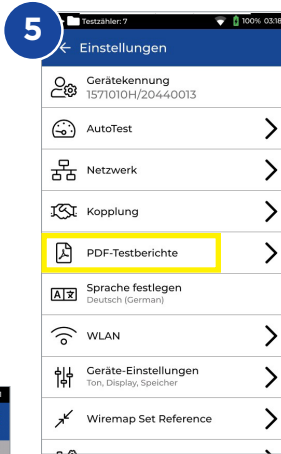 5
Testzähler: 7 100% 03:18
Einstellungen
Gerätekennung
1571010H/20440013
AutoTest
Netzwerk
Kopplung
PDF-Testberichte
Sprache festlegen
Deutsch (German)
WLAN
Geräte-Einstellungen
Ton, Display, Speicher
Wiremap Set Reference